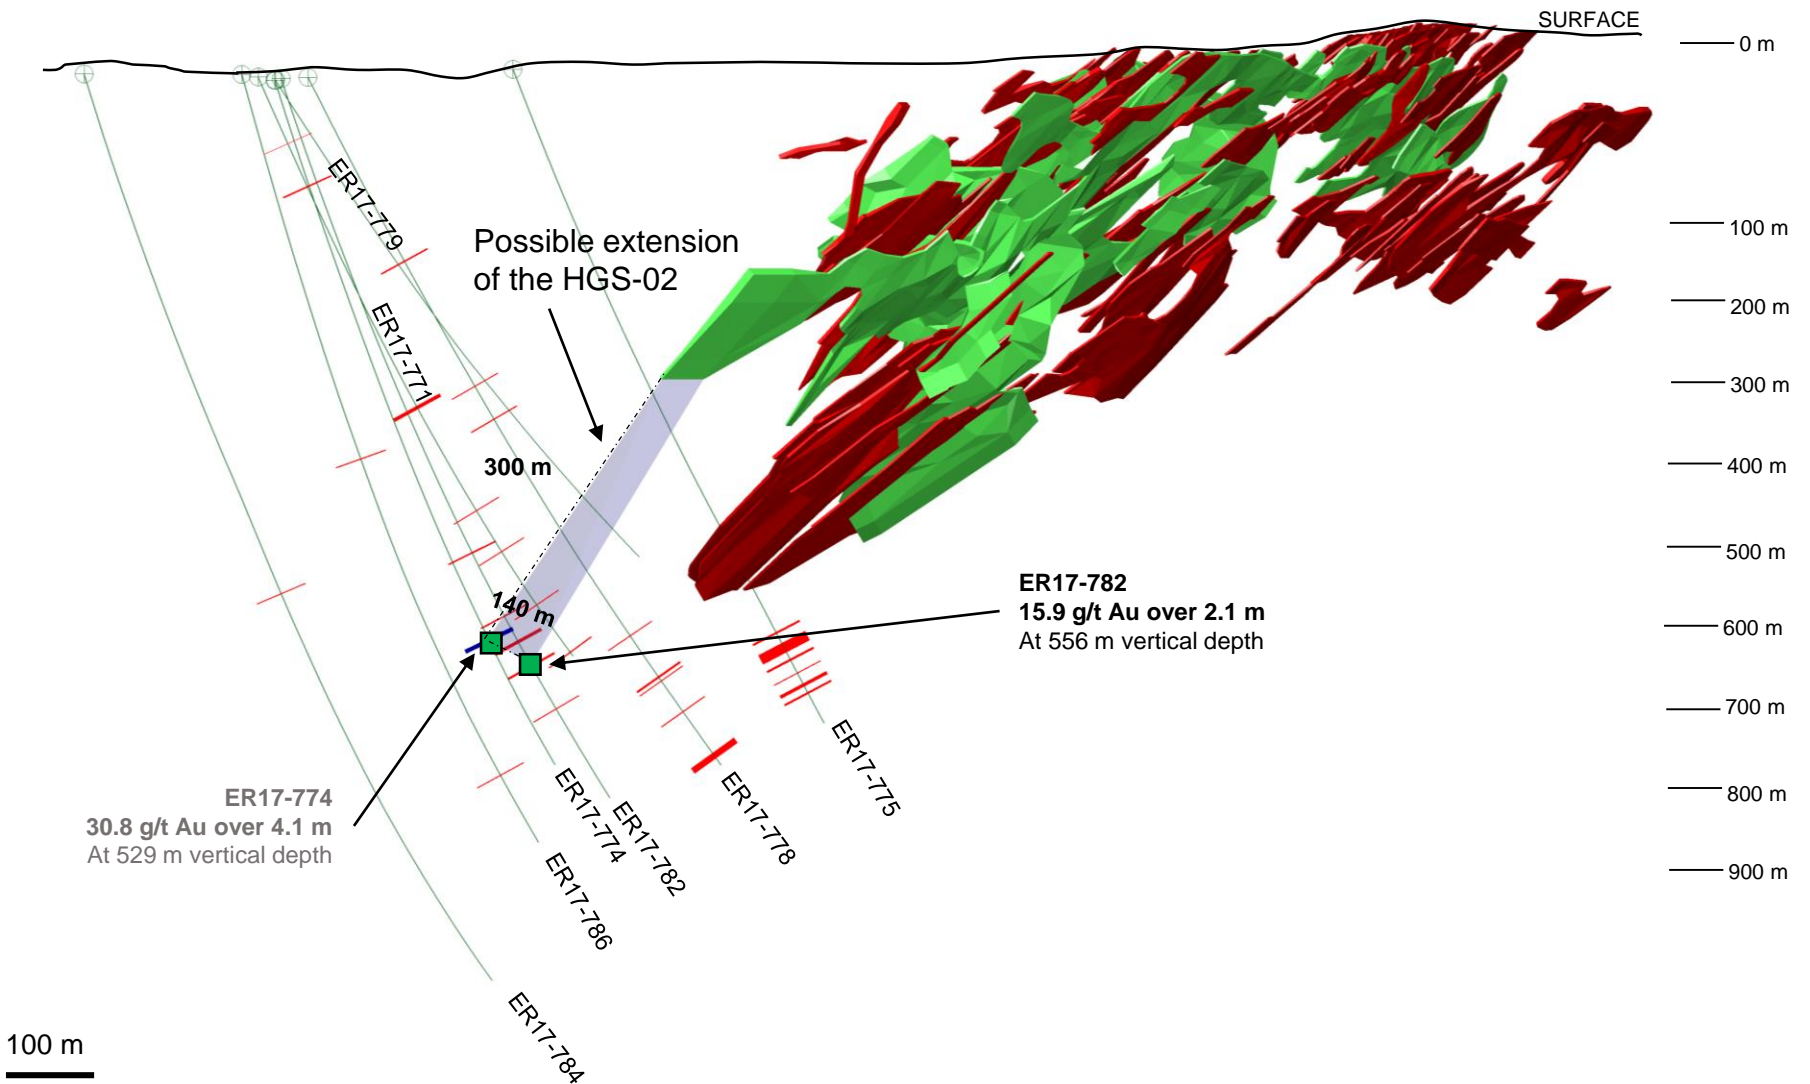 SURFACE
0 m
ER17-779
100 m
Possible extension
of the HGS-02
200 m
ER17-771
300 m
300 m
400 m
500 m
140 m
ER17-782
15.9 g/t Au over 2.1 m
At 556 m vertical depth
600 m
700 m
ER17-775
ER17-774
30.8 g/t Au over 4.1 m
At 529 m vertical depth
ER17-778
800 m
ER17-774
ER17-782
900 m
ER17-786
ER17-784
100 m